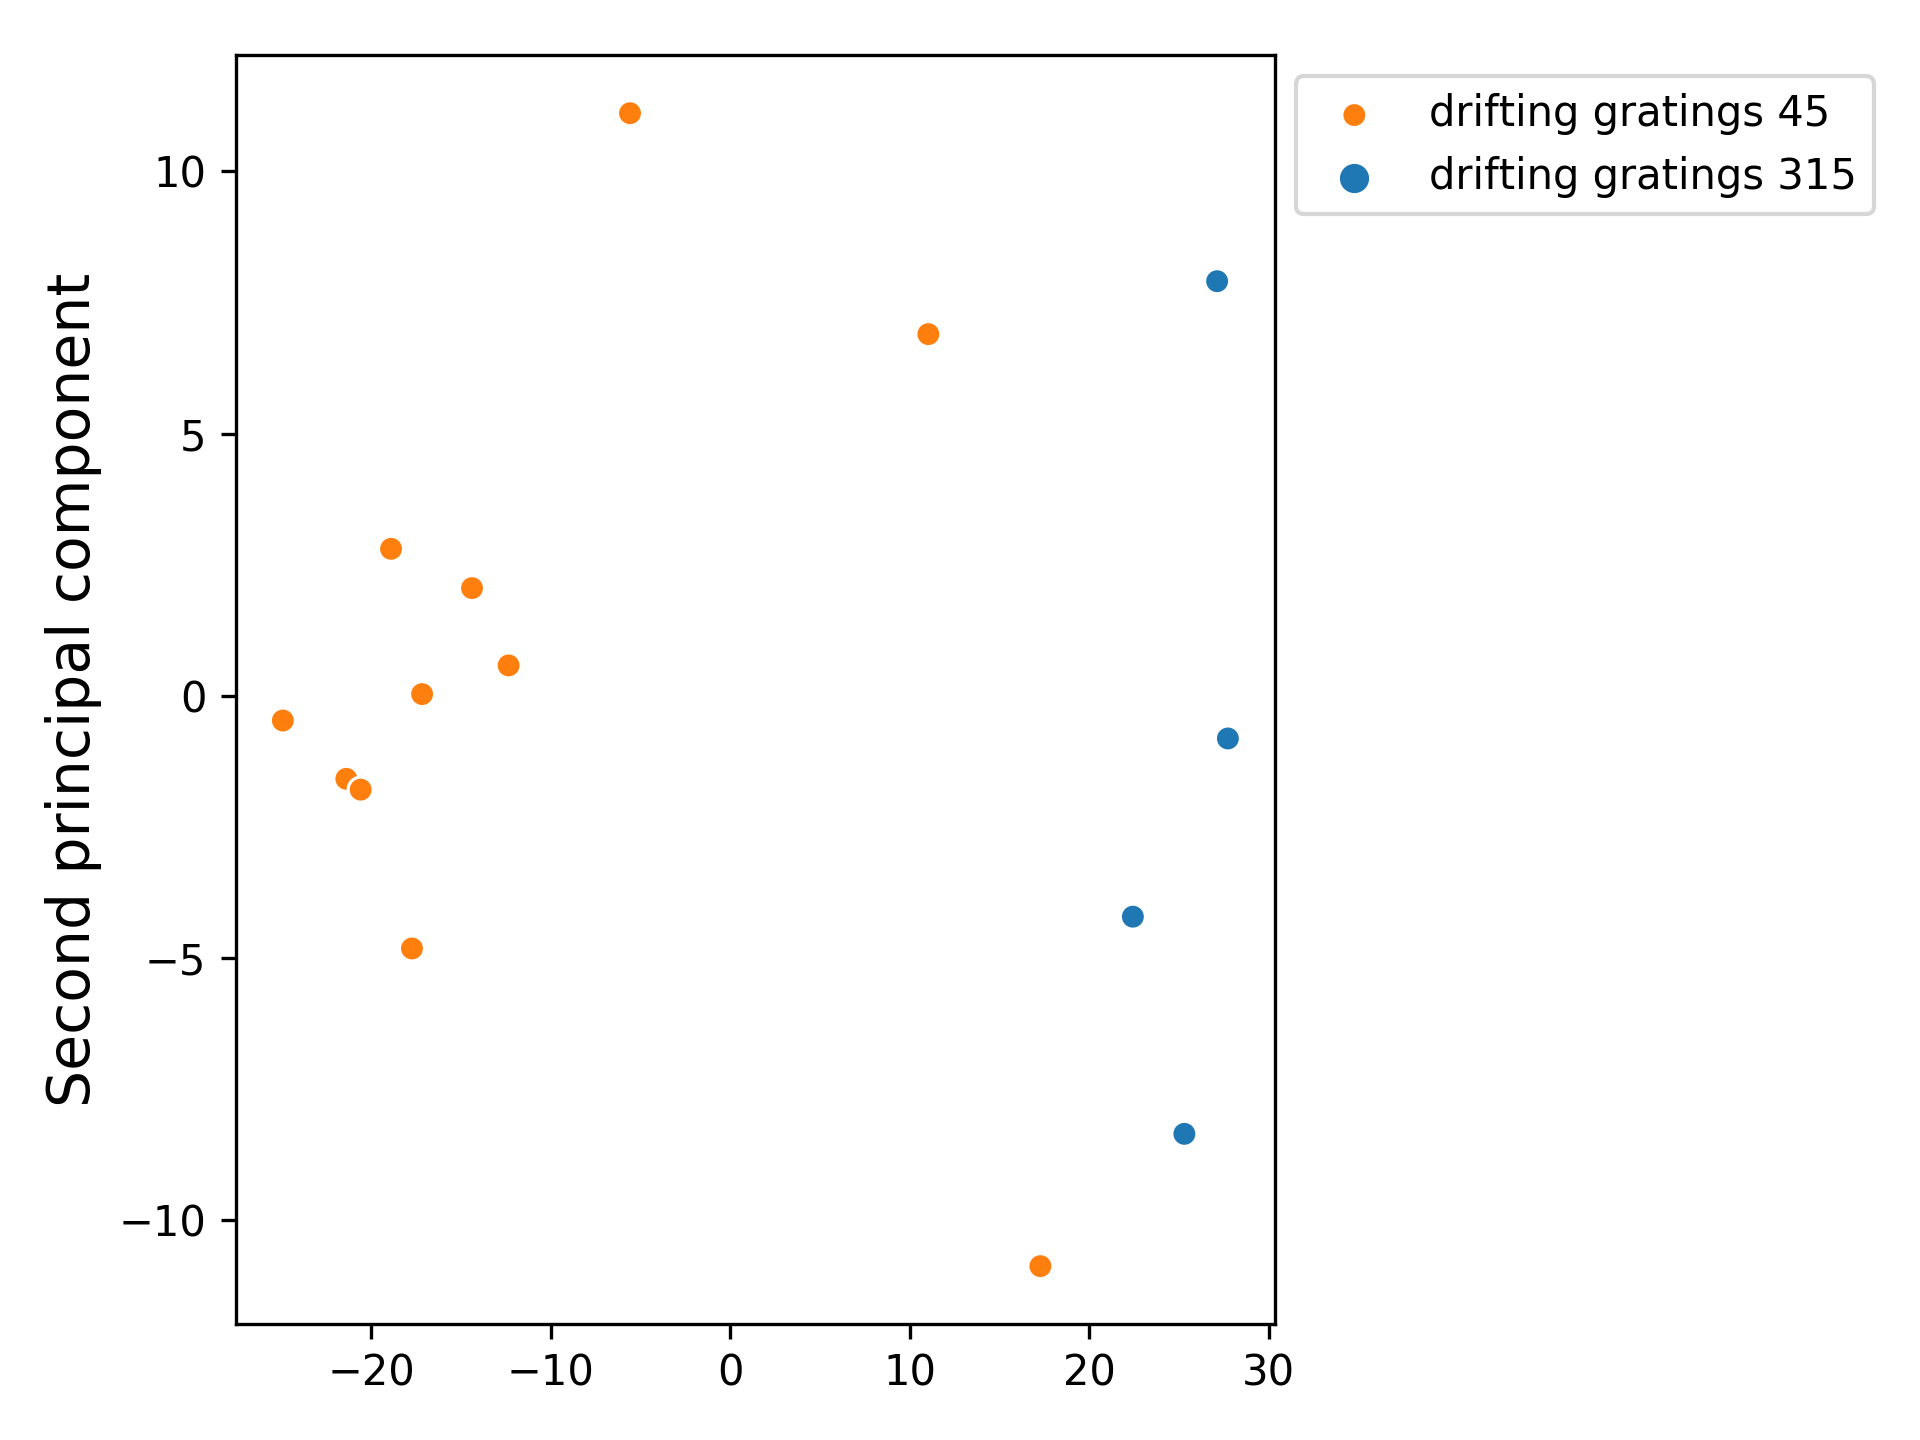 drifting gratings 45
drifting gratings 315
Second principal component
10
5
0
−5
−10
−20 −10 0 10 20 30